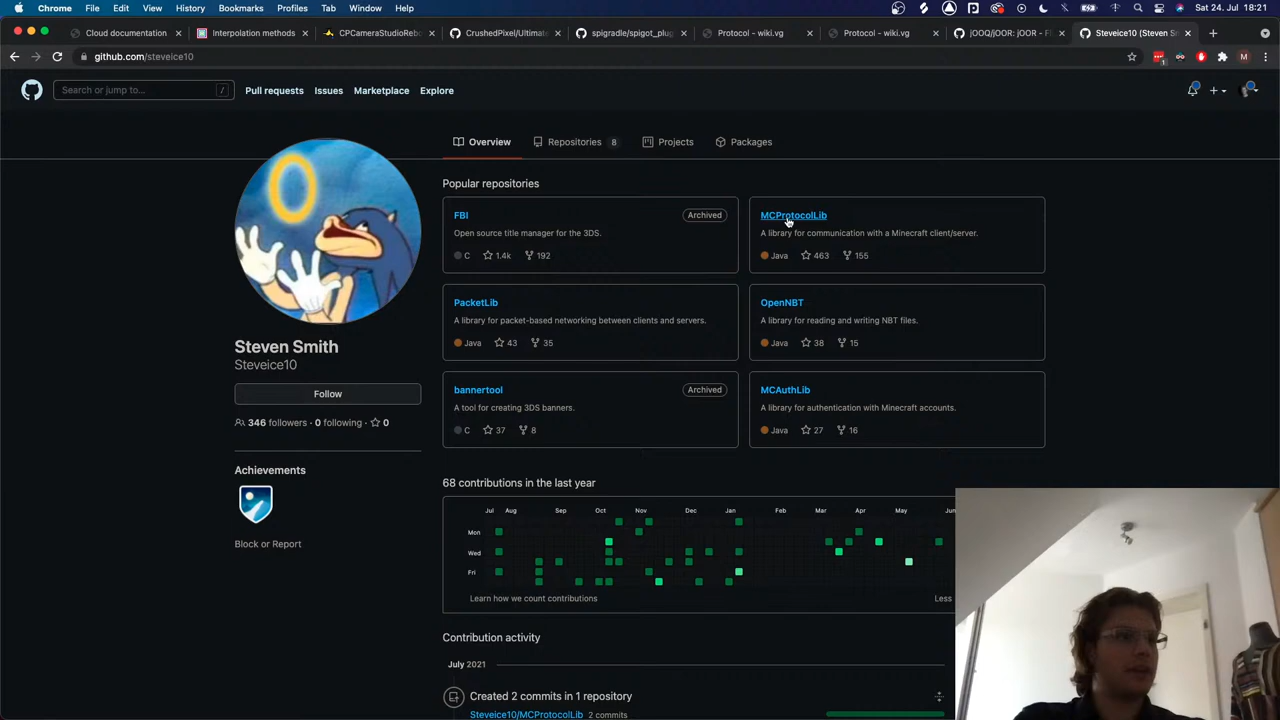 Chrome File Edit View History Bookmarks Profiles Tab Window Help
Sat 24. Jul 18:21
Cloud documentation
Interpolation methods
CPCameraStudioRebo
CrushedPixel/Ultimate
spigradle/spigot_plug
Protocol - wiki.vg
Protocol - wiki.vg
jOOQ/jOOR: jOOR - Fl
Steveice10 (Steven Sm
github.com/steveice10
1
M
Search or jump to...
/
Pull requests Issues Marketplace Explore
Overview Repositories 8 Projects Packages
Popular repositories
FBI Archived
Open source title manager for the 3DS.
C 1.4k 192
MCProtocolLib
A library for communication with a Minecraft client/server.
Java 463 155
PacketLib
A library for packet-based networking between clients and servers.
Java 43 35
OpenNBT
A library for reading and writing NBT files.
Java 38 15
bannertool Archived
A tool for creating 3DS banners.
C 37 8
MCAuthLib
A library for authentication with Minecraft accounts.
Java 27 16
Steven Smith
Steveice10
Follow
346 followers · 0 following · 0
Achievements
Block or Report
68 contributions in the last year
Jul Aug Sep Oct Nov Dec Jan Feb Mar Apr May Jun
Mon
Wed
Fri
Learn how we count contributions
Less
Contribution activity
July 2021
Created 2 commits in 1 repository
Steveice10/MCProtocolLib 2 commits